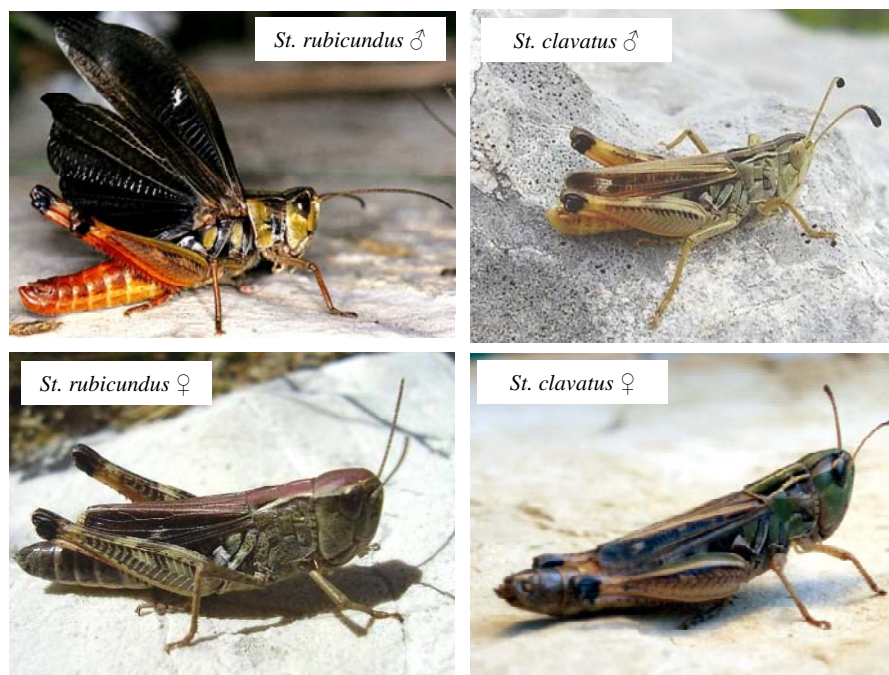 St. rubicundus ♂
St. clavatus ♂
St. rubicundus ♀
St. clavatus ♀